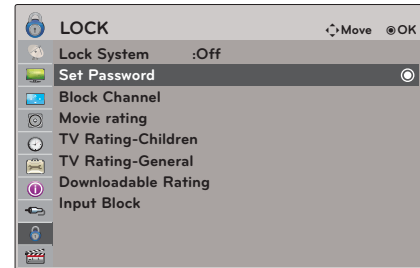 LOCK Move OK
Lock System :Off
Set Password
Block Channel
Movie rating
TV Rating-Children
TV Rating-General
Downloadable Rating
Input Block